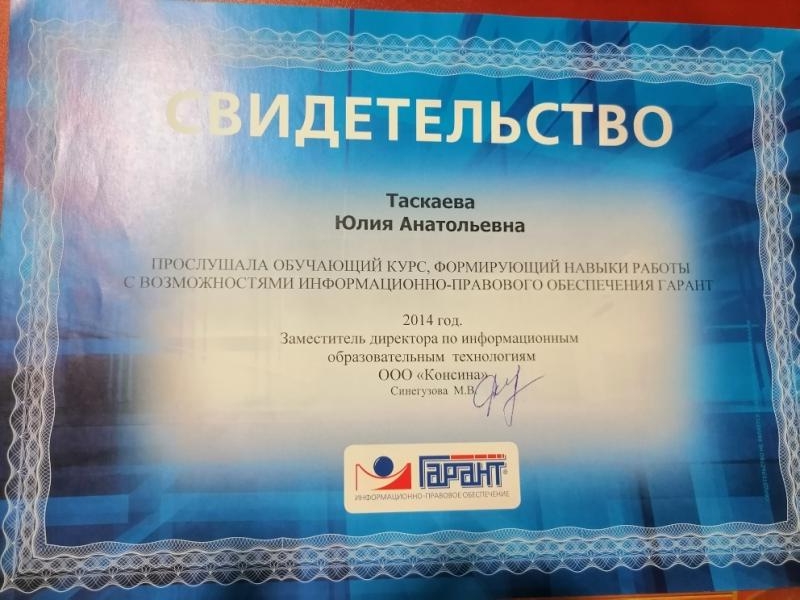 СВИДЕТЕЛЬСТВО
Таскаева
Юлия Анатольевна
ПРОСЛУШАЛА ОБУЧАЮЩИЙ КУРС, ФОРМИРУЮЩИЙ НАВЫКИ РАБОТЫ
С ВОЗМОЖНОСТЯМИ ИНФОРМАЦИОННО-ПРАВОВОГО ОБЕСПЕЧЕНИЯ ГАРАНТ
2014 год.
Заместитель директора по информационным
образовательным технологиям
ООО «Консина»
Синегузова М.В.
ГАРАНТ®
ИНФОРМАЦИОННО-ПРАВОВОЕ ОБЕСПЕЧЕНИЕ